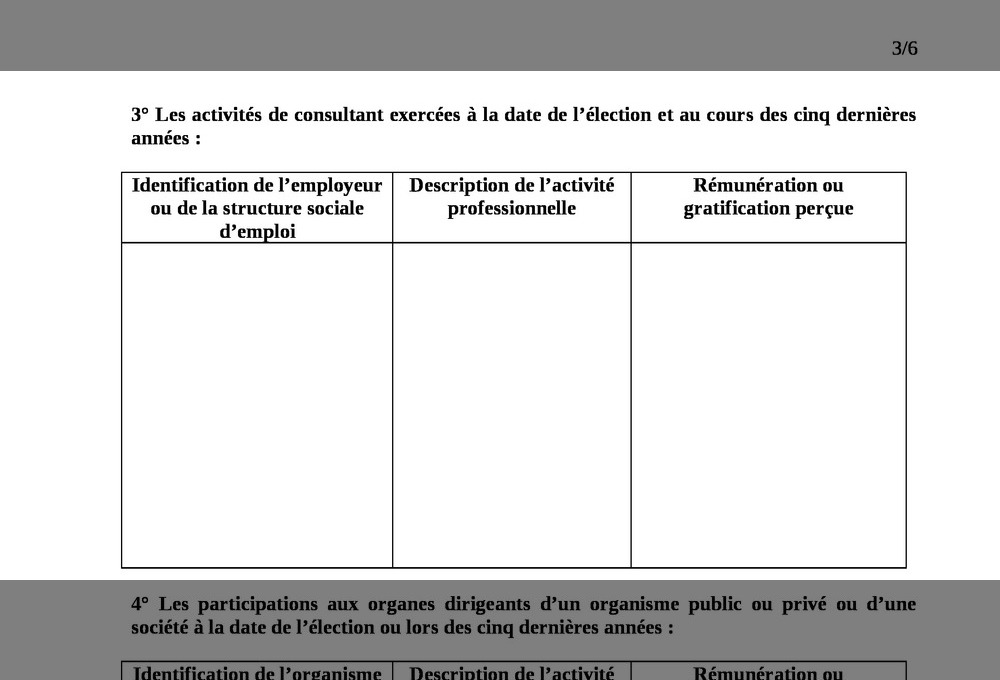 3/6
3° Les activités de consultant exercées à la date de l’élection et au cours des cinq dernières
années :
Identification de l’employeur
ou de la structure sociale
d’emploi
Description de l’activité
professionnelle
Rémunération ou
gratification perçue
4° Les participations aux organes dirigeants d’un organisme public ou privé ou d’une
société à la date de l’élection ou lors des cinq dernières années :
Identification de l’organisme
Description de l’activité
Rémunération ou